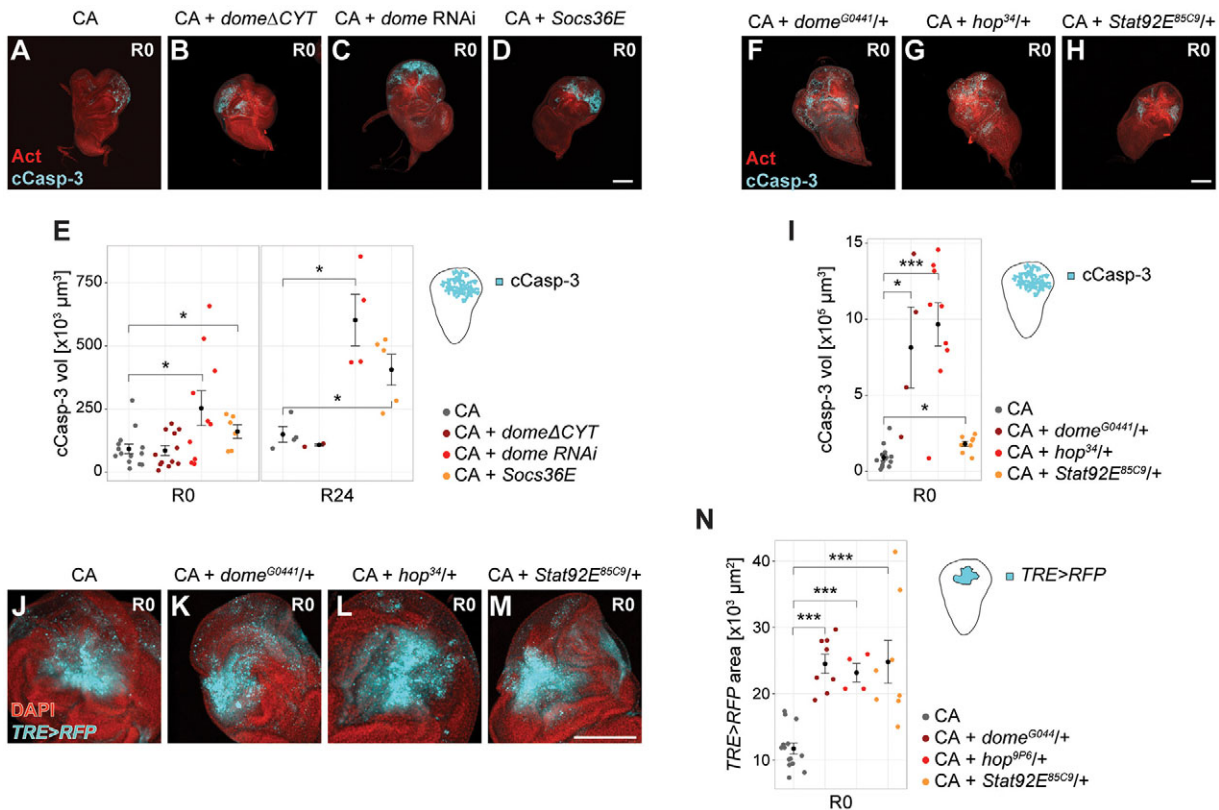 CA
CA + domeΔCYT
CA + dome RNAi
CA + Socs36E
A
R0
B
R0
C
R0
D
R0
Act
cCasp-3
CA + dome^G0441/+
CA + hop^34/+
CA + Stat92E^85C9/+
F
R0
G
R0
H
R0
Act
cCasp-3
E
cCasp-3 vol [x10³ µm³]
750
500
250
0
*
*
*
*
R0
R24
cCasp-3
CA
CA + domeΔCYT
CA + dome RNAi
CA + Socs36E
I
cCasp-3 vol [x10⁵ µm³]
15
10
5
0
***
*
*
R0
cCasp-3
CA
CA + dome^G0441/+
CA + hop^34/+
CA + Stat92E^85C9/+
CA
CA + dome^G0441/+
CA + hop^34/+
CA + Stat92E^85C9/+
J
R0
K
R0
L
R0
M
R0
DAPI
TRE>RFP
N
TRE>RFP area [x10³ µm²]
40
30
20
10
***
***
***
R0
TRE>RFP
CA
CA + dome^G044/+
CA + hop^9P6/+
CA + Stat92E^85C9/+